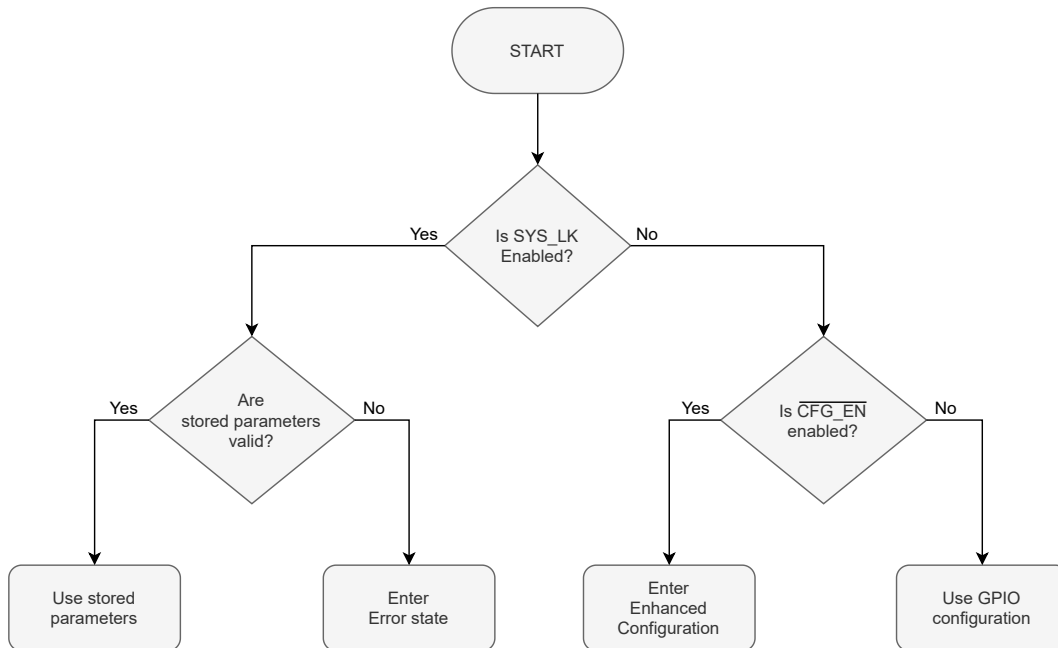 START
Is SYS_LK
Enabled?
Yes
No
Are
stored parameters
valid?
Yes
No
Is CFG_EN
enabled?
Yes
No
Use stored
parameters
Enter
Error state
Enter
Enhanced
Configuration
Use GPIO
configuration